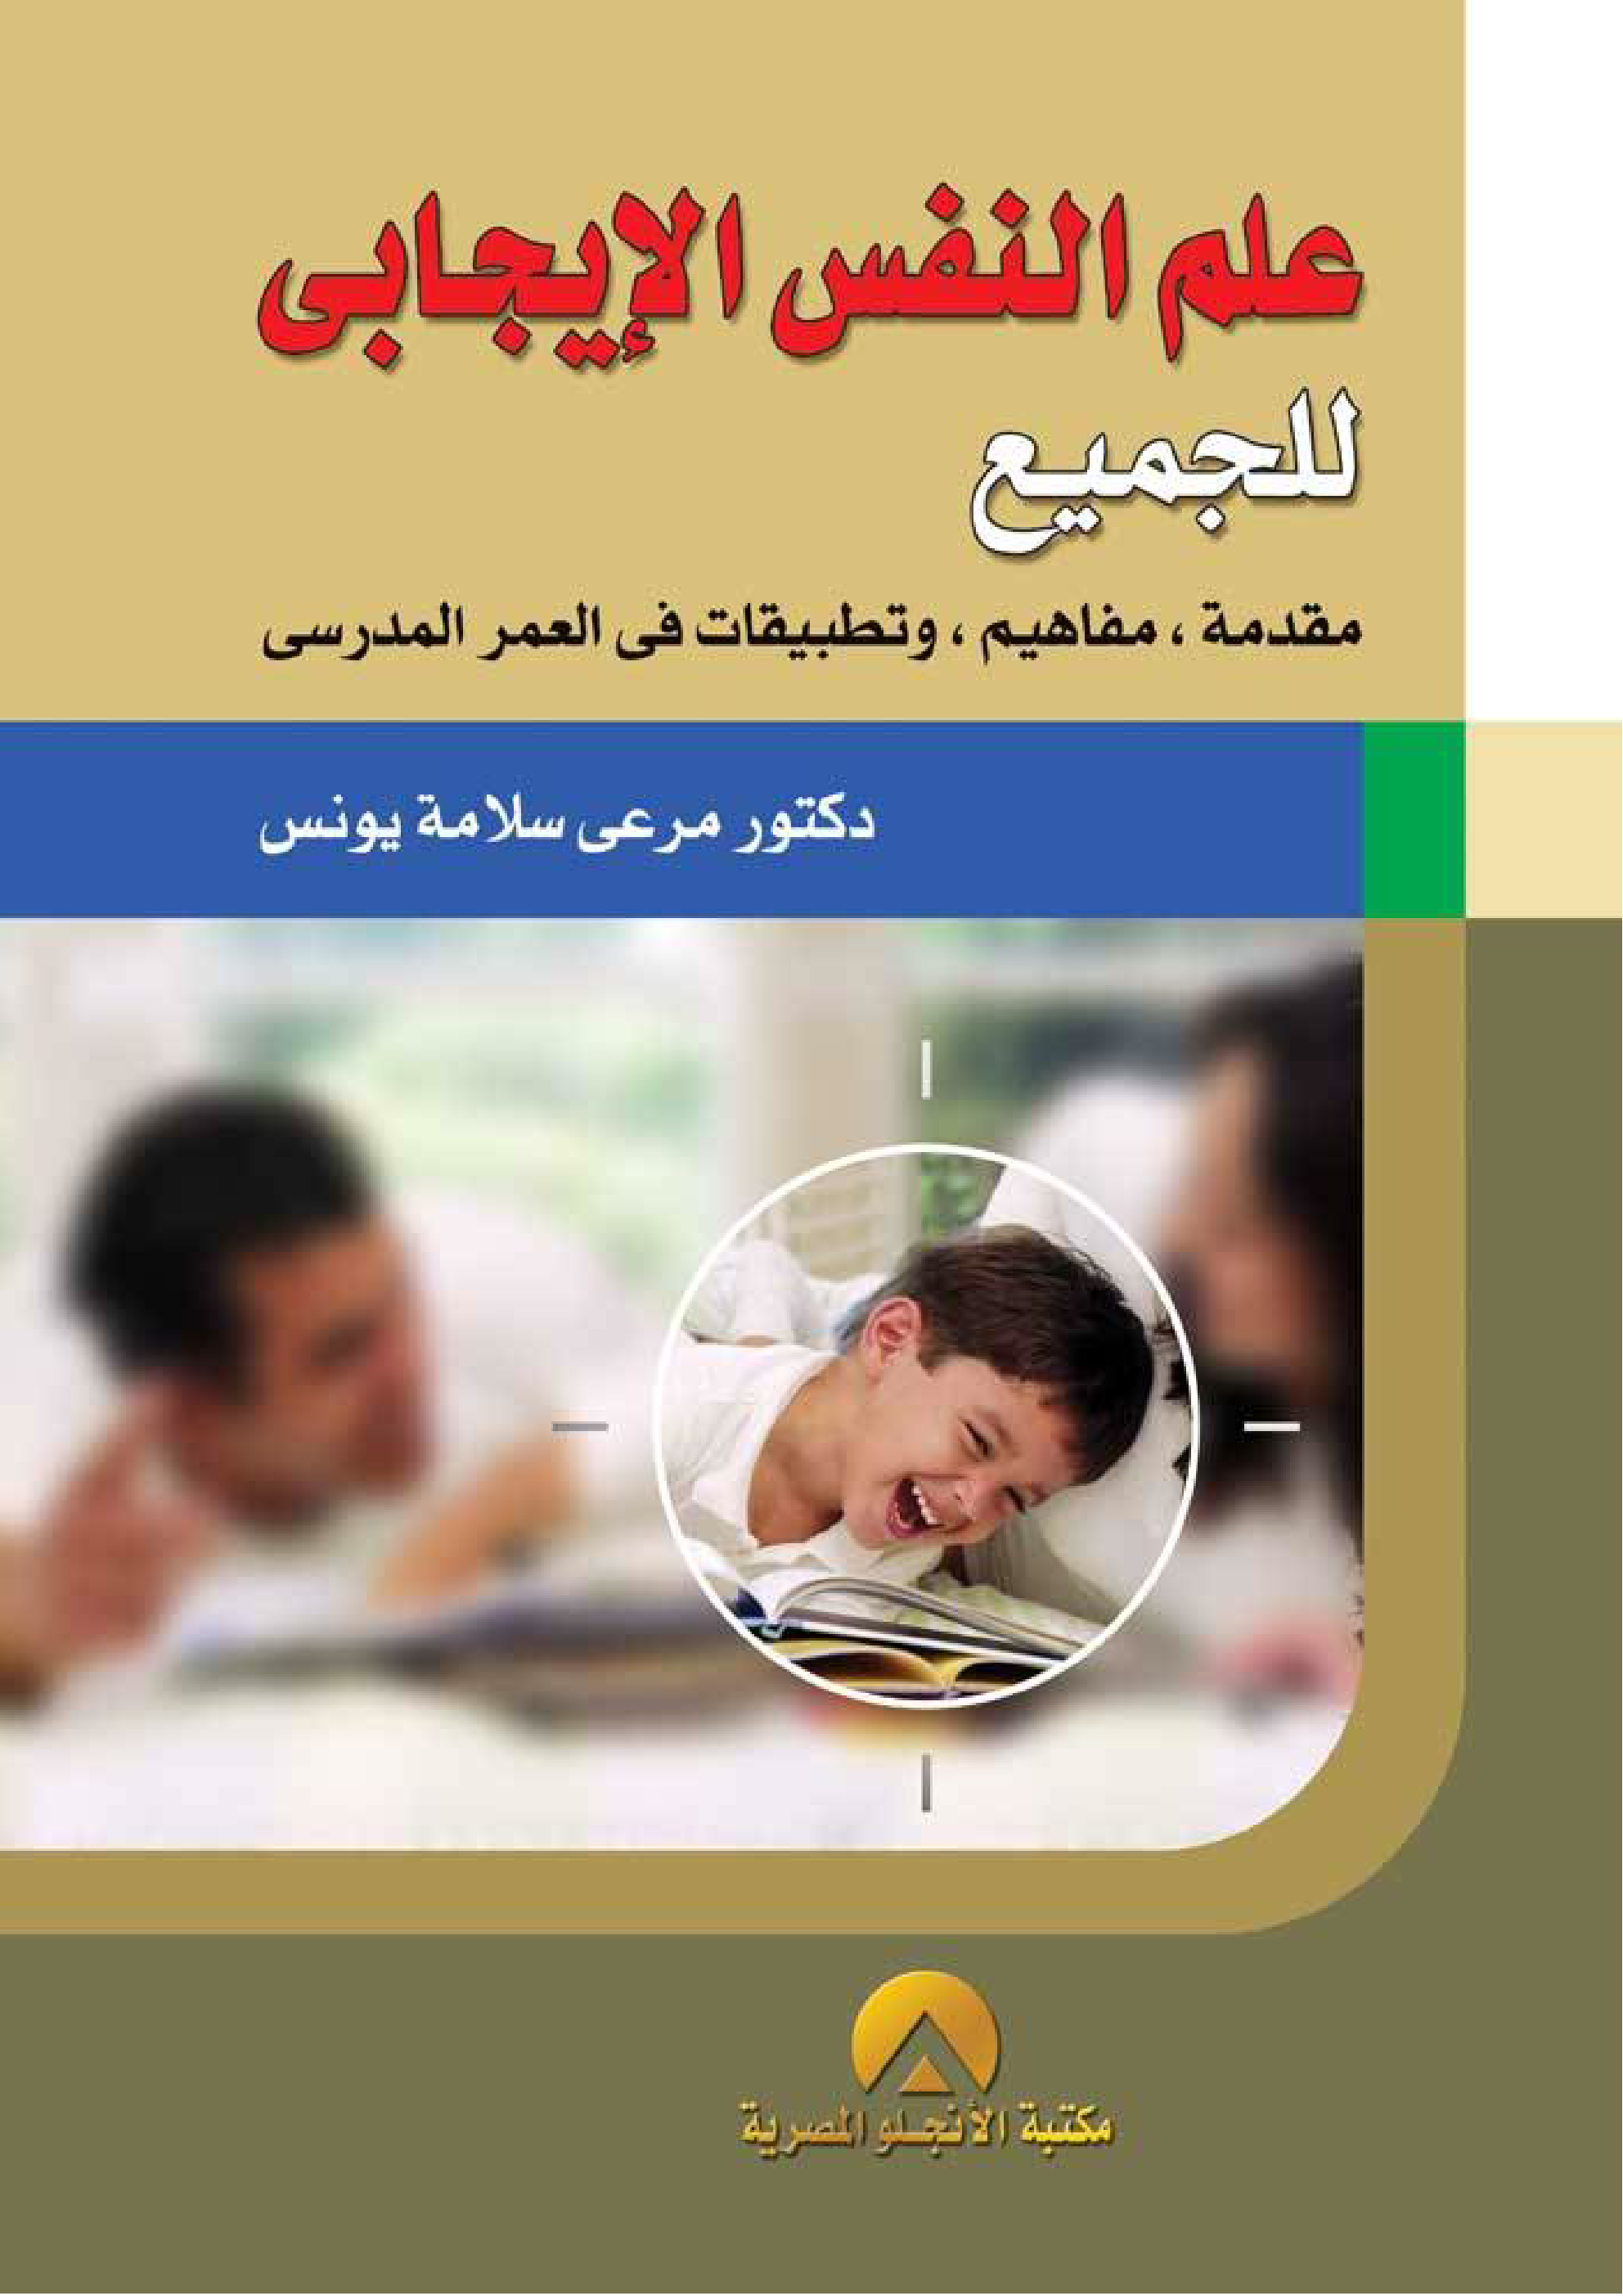 علم النفس الإيجابى
للجميع
مقدمة ، مفاهيم ، وتطبيقات فى العمر المدرسى
دكتور مرعى سلامة يونس
مكتبة الأنجلو المصرية